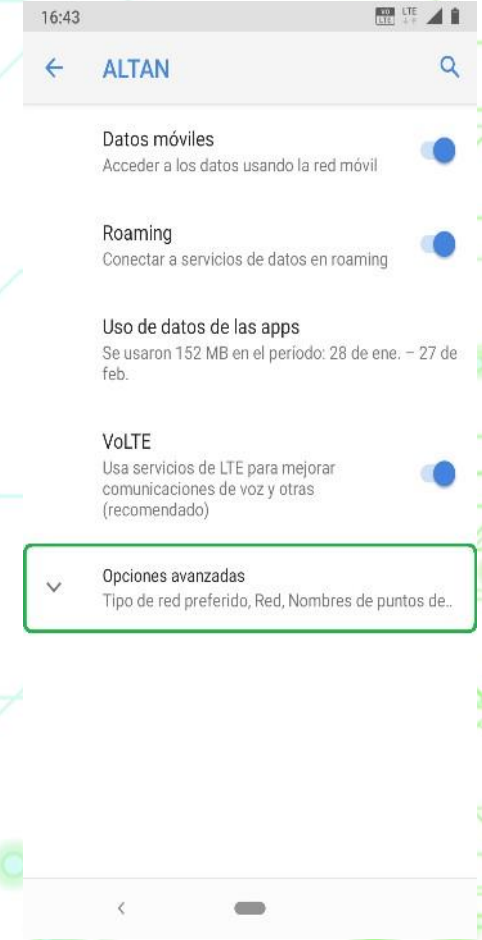 16:43
HD
LTE
LTE
ALTAN
Datos móviles
Acceder a los datos usando la red móvil
Roaming
Conectar a servicios de datos en roaming
Uso de datos de las apps
Se usaron 152 MB en el período: 28 de ene. – 27 de
feb.
VoLTE
Usa servicios de LTE para mejorar
comunicaciones de voz y otras
(recomendado)
Opciones avanzadas
Tipo de red preferido, Red, Nombres de puntos de..